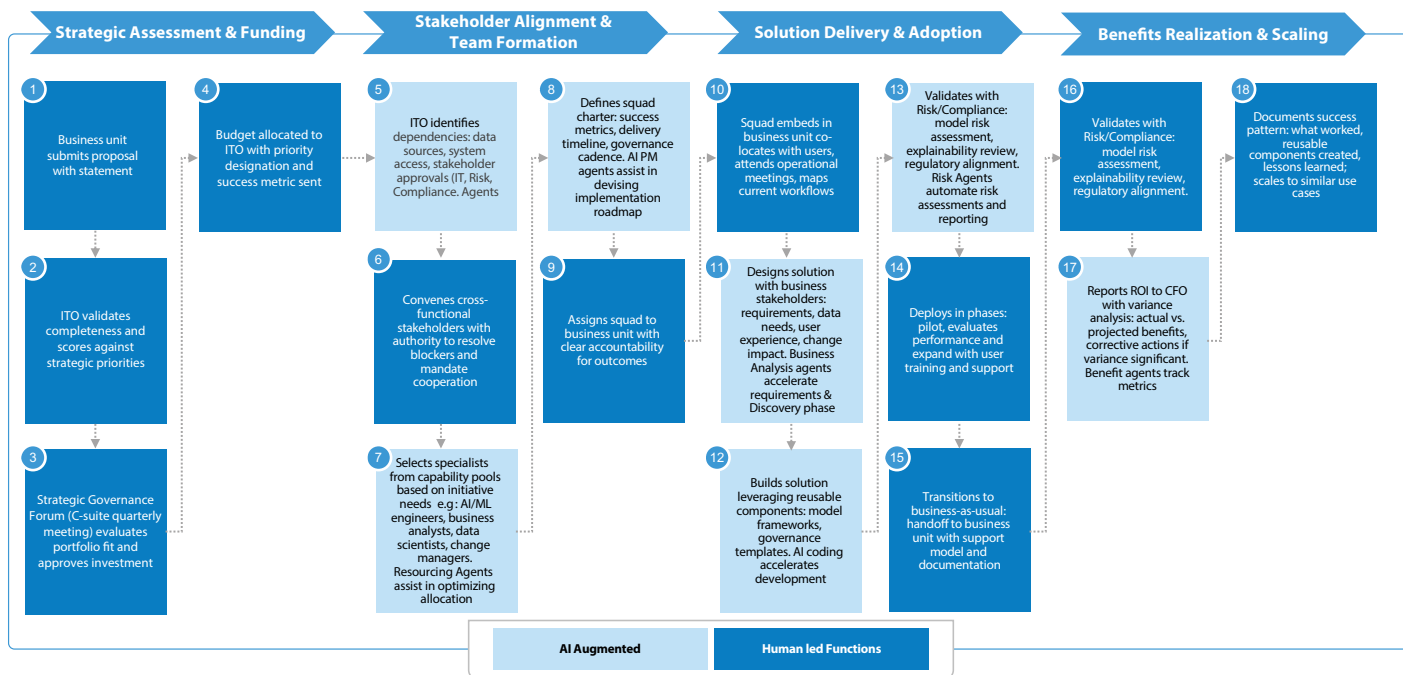 Strategic Assessment & Funding
Stakeholder Alignment &
Team Formation
Solution Delivery & Adoption
Benefits Realization & Scaling
1
Business unit
submits proposal
with statement
2
ITO validates
completeness and
scores against
strategic priorities
3
Strategic Governance
Forum (C-suite quarterly
meeting) evaluates
portfolio fit and
approves investment
4
Budget allocated to
ITO with priority
designation and
success metric sent
5
ITO identifies
dependencies: data
sources, system
access, stakeholder
approvals (IT, Risk,
Compliance. Agents
6
Convenes cross-
functional
stakeholders with
authority to resolve
blockers and
mandate
cooperation
7
Selects specialists
from capability pools
based on initiative
needs e.g: AI/ML
engineers, business
analysts, data
scientists, change
managers.
Resourcing Agents
assist in optimizing
allocation
8
Defines squad
charter: success
metrics, delivery
timeline, governance
cadence. AI PM
agents assist in
devising
implementation
roadmap
9
Assigns squad to
business unit with
clear accountability
for outcomes
10
Squad embeds in
business unit co-
locates with users,
attends operational
meetings, maps
current workflows
11
Designs solution
with business
stakeholders:
requirements, data
needs, user
experience, change
impact. Business
Analysis agents
accelerate
requirements &
Discovery phase
12
Builds solution
leveraging reusable
components: model
frameworks,
governance
templates. AI coding
accelerates
development
13
Validates with
Risk/Compliance:
model risk
assessment,
explainability review,
regulatory alignment.
Risk Agents
automate risk
assessments and
reporting
14
Deploys in phases:
pilot, evaluates
performance and
expand with user
training and support
15
Transitions to
business-as-usual:
handoff to business
unit with support
model and
documentation
16
Validates with
Risk/Compliance:
model risk
assessment,
explainability review,
regulatory alignment.
17
Reports ROI to CFO
with variance
analysis: actual vs.
projected benefits,
corrective actions if
variance significant.
Benefit agents track
metrics
18
Documents success
pattern: what worked,
reusable
components created,
lessons learned;
scales to similar use
cases
AI Augmented
Human led Functions